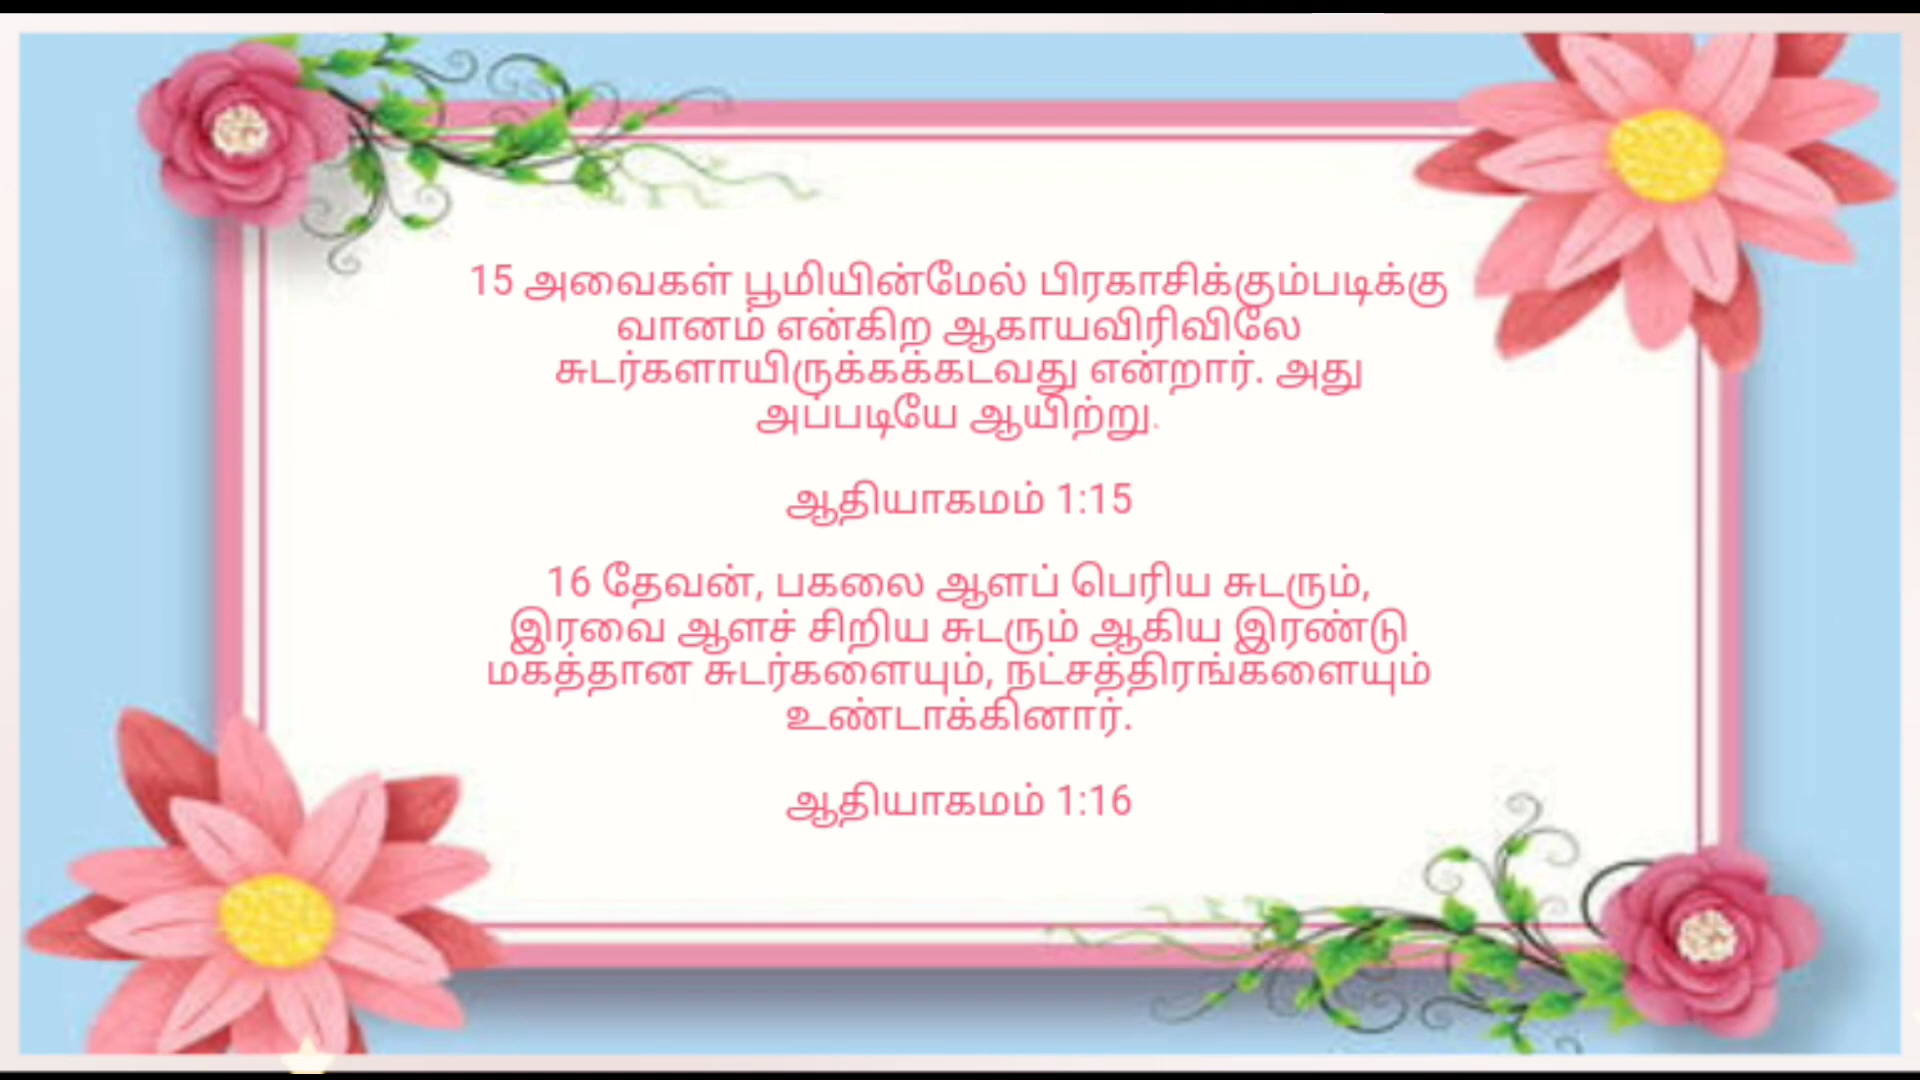 15 அவைகள் பூமியின்மேல் பிரகாசிக்கும்படிக்கு
வானம் என்கிற ஆகாயவிரிவிலே
சுடர்களாயிருக்கக்கடவது என்றார். அது
அப்படியே ஆயிற்று.
ஆதியாகமம் 1:15
16 தேவன், பகலை ஆளப் பெரிய சுடரும்,
இரவை ஆளச் சிறிய சுடரும் ஆகிய இரண்டு
மகத்தான சுடர்களையும், நட்சத்திரங்களையும்
உண்டாக்கினார்.
ஆதியாகமம் 1:16